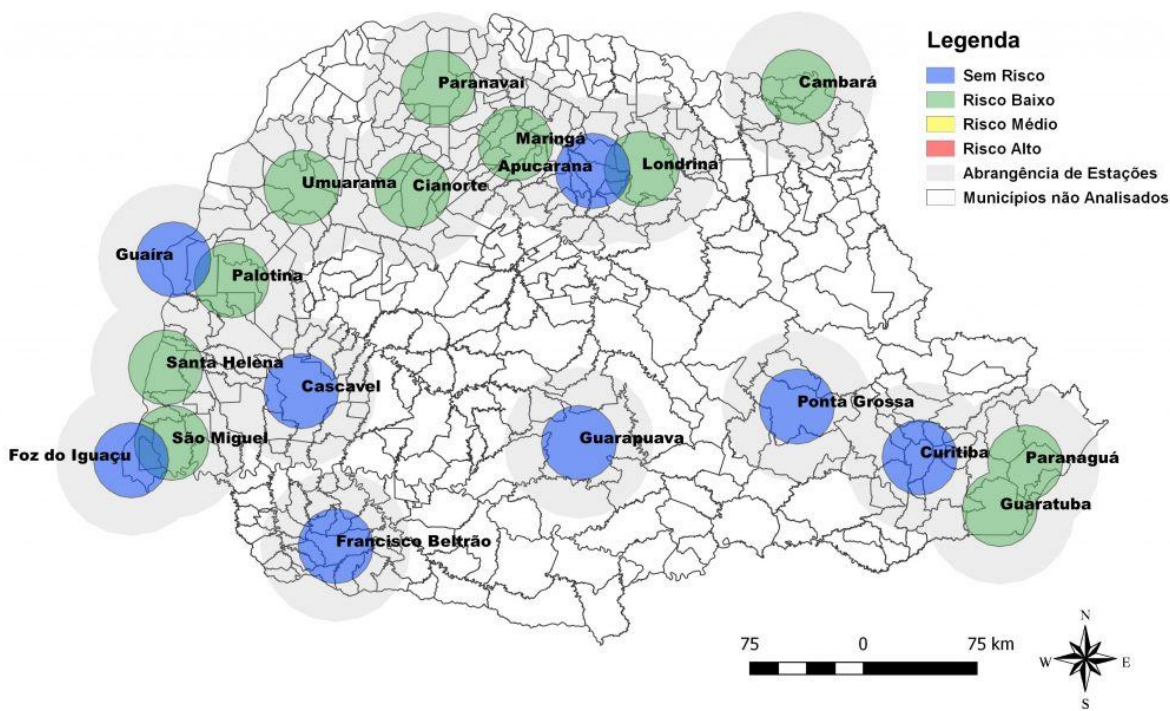 Legenda
Sem Risco
Risco Baixo
Risco Médio
Risco Alto
Abrangência de Estações
Municípios não Analisados
Paranavaí
Cambará
Maringá
Apucarana
Londrina
Umuarama
Cianorte
Guaíra
Palotina
Santa Helena
Cascavel
Ponta Grossa
São Miguel
Guarapuava
Foz do Iguaçu
Curitiba
Paranaguá
Guaratuba
Francisco Beltrão
75 0 75 km
N
W E
S